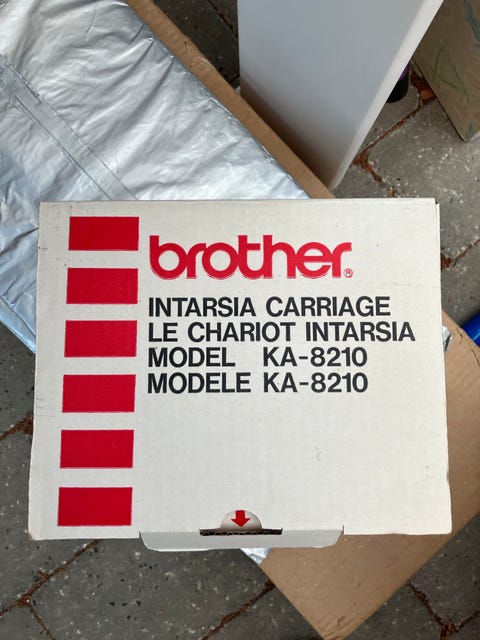 brother®
INTARSIA CARRIAGE
LE CHARIOT INTARSIA
MODEL KA-8210
MODELE KA-8210